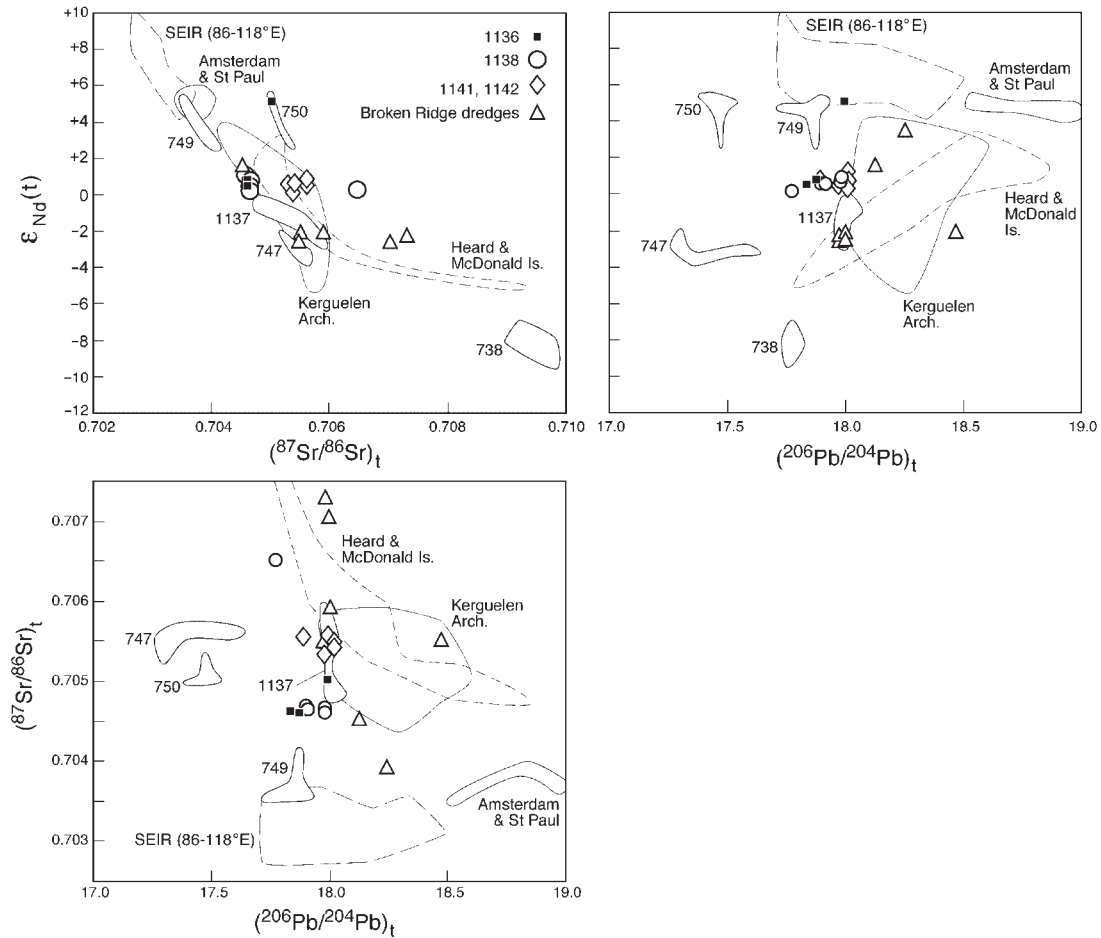 +10
+8
+6
+4
+2
0
−2
−4
−6
−8
−10
−12
ε Nd(t)
0.702
0.704
0.706
0.708
0.710
(⁸⁷Sr/⁸⁶Sr)t
SEIR (86-118°E)
Amsterdam
& St Paul
750
749
1137
747
Kerguelen
Arch.
Heard &
McDonald Is.
738
1136
1138
1141, 1142
Broken Ridge dredges
SEIR (86-118°E)
Amsterdam
& St Paul
750
749
1137
Heard &
McDonald
Is.
747
Kerguelen
Arch.
738
17.5
18.0
18.5
19.0
(²⁰⁶Pb/²⁰⁴Pb)t
0.707
0.706
0.705
0.704
0.703
(⁸⁷Sr/⁸⁶Sr)t
Heard &
McDonald Is.
Kerguelen
Arch.
747
750
1137
749
Amsterdam
& St Paul
SEIR (86-118°E)
17.0
17.5
18.0
18.5
19.0
(²⁰⁶Pb/²⁰⁴Pb)t